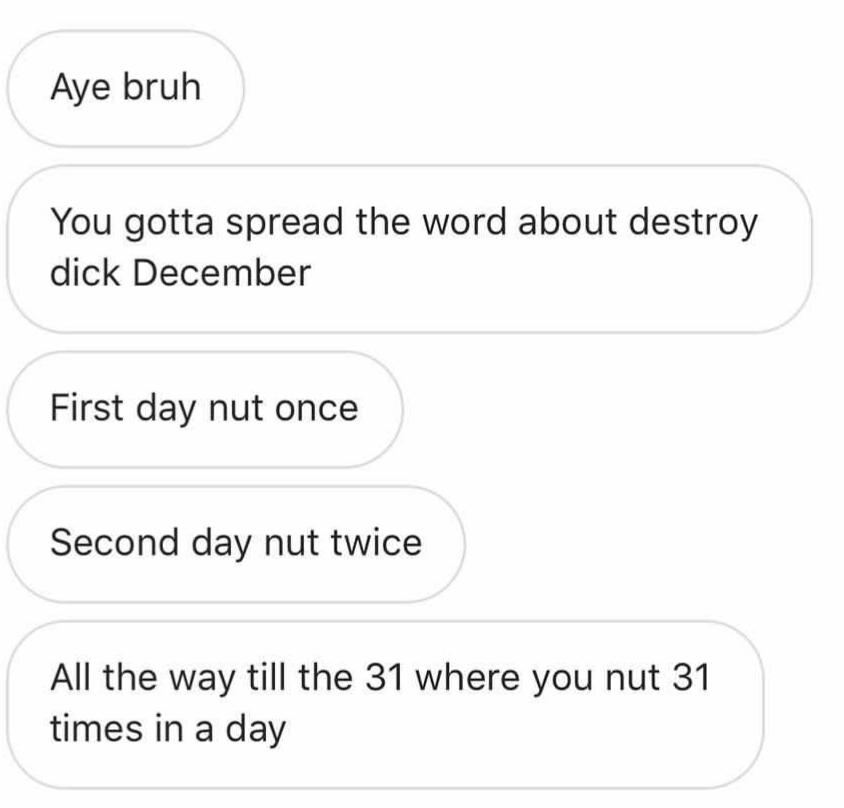 Aye bruh
You gotta spread the word about destroy
dick December
First day nut once
Second day nut twice
All the way till the 31 where you nut 31
times in a day